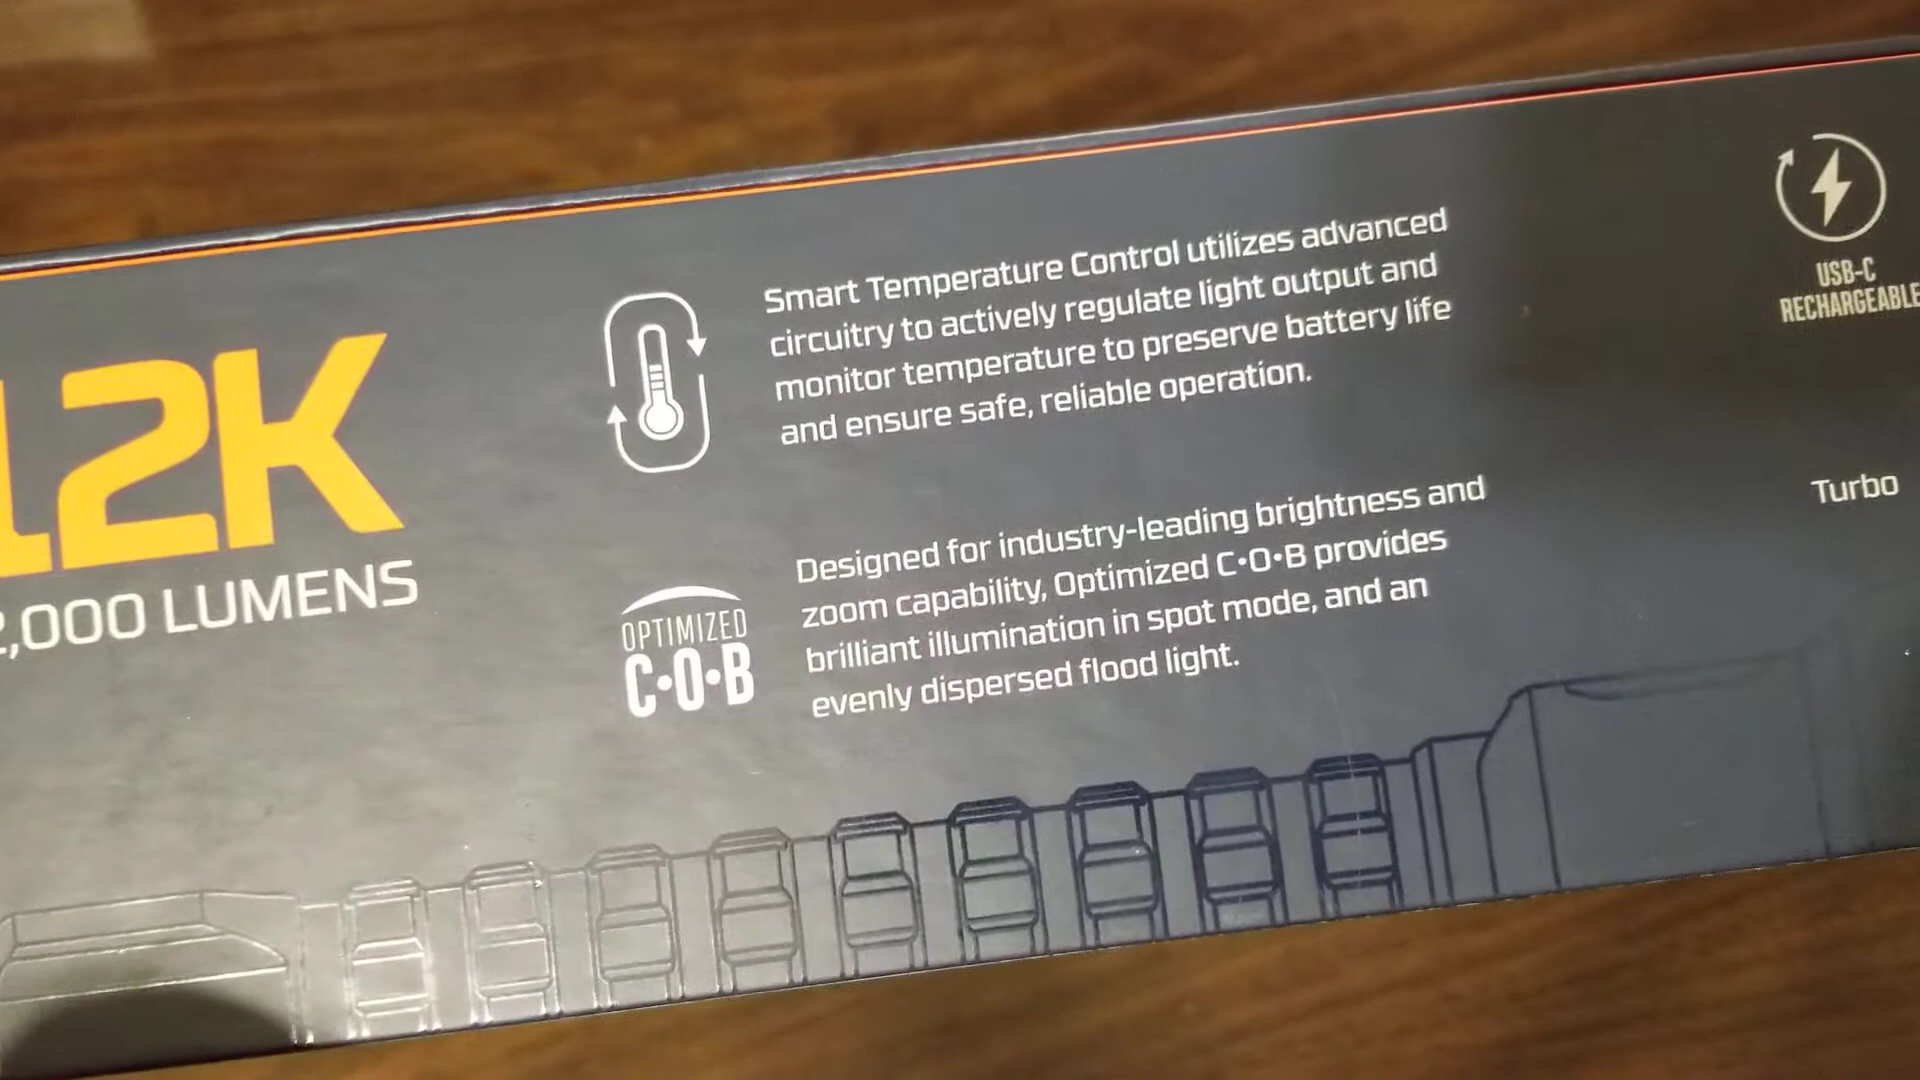 12K
2,000 LUMENS
Smart Temperature Control utilizes advanced
circuitry to actively regulate light output and
monitor temperature to preserve battery life
and ensure safe, reliable operation.
OPTIMIZED
C•O•B
Designed for industry-leading brightness and
zoom capability, Optimized C•O•B provides
brilliant illumination in spot mode, and an
evenly dispersed flood light.
USB-C
RECHARGEABLE
Turbo